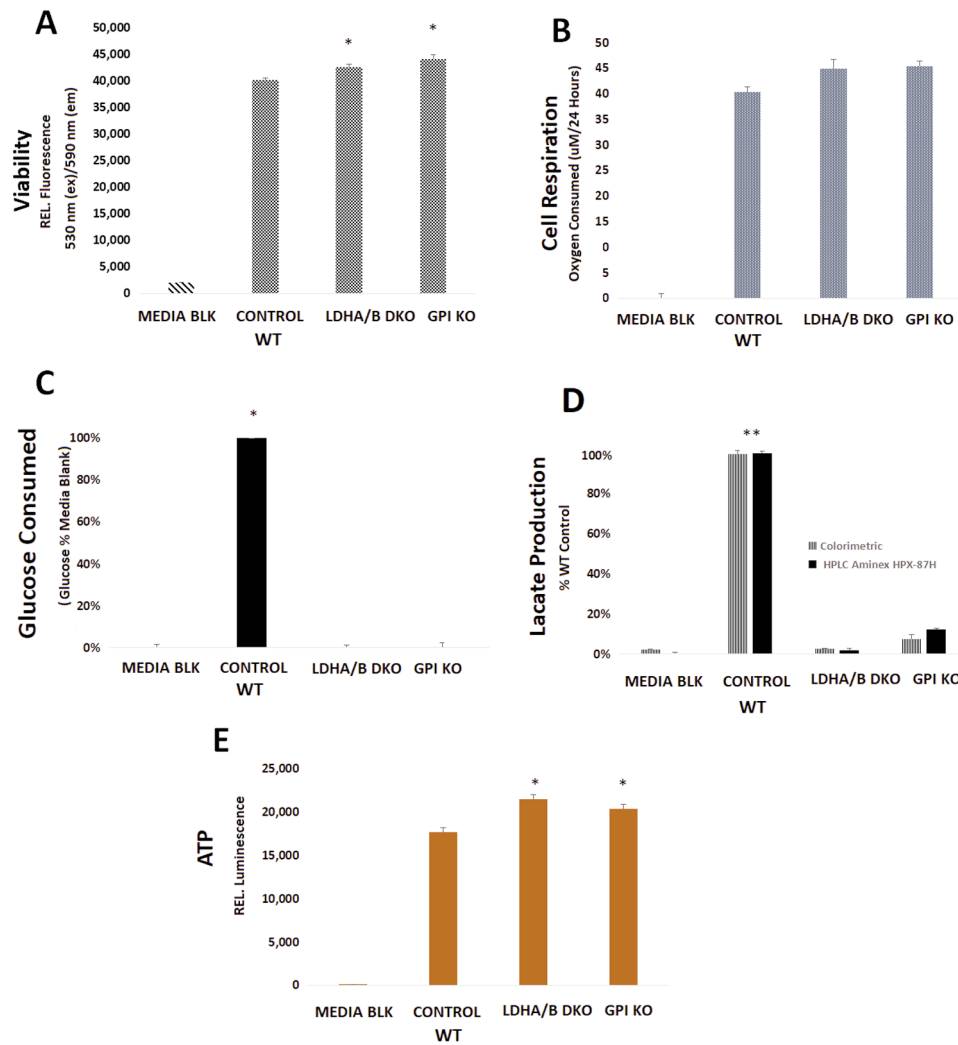 A
Viability
REL. Fluorescence
530 nm (ex)/590 nm (em)
50,000
45,000
40,000
35,000
30,000
25,000
20,000
15,000
10,000
5,000
0
*
*
MEDIA BLK
CONTROL
LDHA/B DKO
GPI KO
WT
B
Cell Respiration
Oxygen Consumed (uM/24 Hours)
50
45
40
35
30
25
45
0
5
0
MEDIA BLK
CONTROL
LDHA/B DKO
GPI KO
WT
C
Glucose Consumed
(Glucose % Media Blank)
100%
80%
60%
40%
20%
0%
*
MEDIA BLK
CONTROL
LDHA/B DKO
GPI KO
WT
D
Lacate Production
% WT Control
100%
80%
60%
40%
20%
0%
**
Colorimetric
HPLC Aminex HPX-87H
MEDIA BLK
CONTROL
LDHA/B DKO
GPI KO
WT
E
ATP
REL. Luminescence
25,000
20,000
15,000
19,000
5,000
0
*
*
MEDIA BLK
CONTROL
LDHA/B DKO
GPI KO
WT